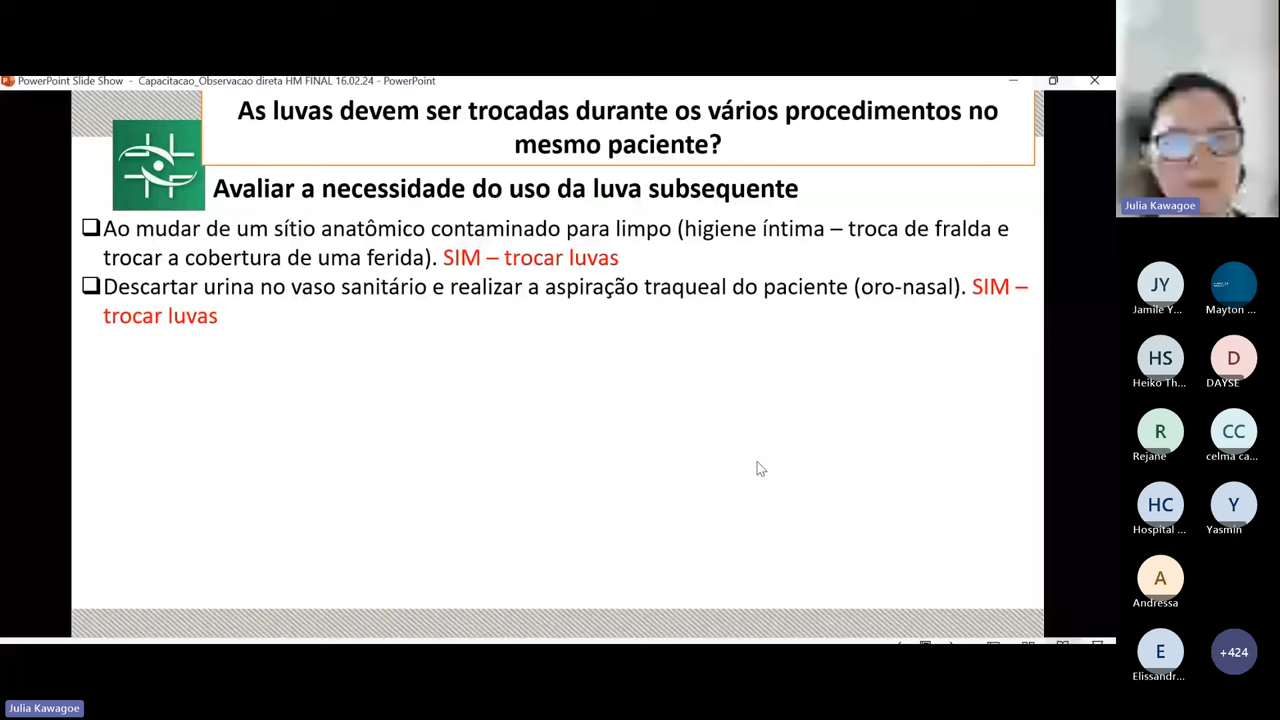 PowerPoint Slide Show - Capacitacao_Observacao direta HM FINAL 16.02.24 - PowerPoint
As luvas devem ser trocadas durante os vários procedimentos no
mesmo paciente?
Avaliar a necessidade do uso da luva subsequente
Ao mudar de um sítio anatômico contaminado para limpo (higiene íntima – troca de fralda e
trocar a cobertura de uma ferida). SIM – trocar luvas
Descartar urina no vaso sanitário e realizar a aspiração traqueal do paciente (oro-nasal). SIM –
trocar luvas
Julia Kawagoe
JY
Jamile Y...
Mayton ...
HS
Heiko Th...
D
DAYSE
R
Rejane
CC
celma ca...
HC
Hospital ...
Y
Yasmin
A
Andressa
E
Elissandr...
+424
Julia Kawagoe